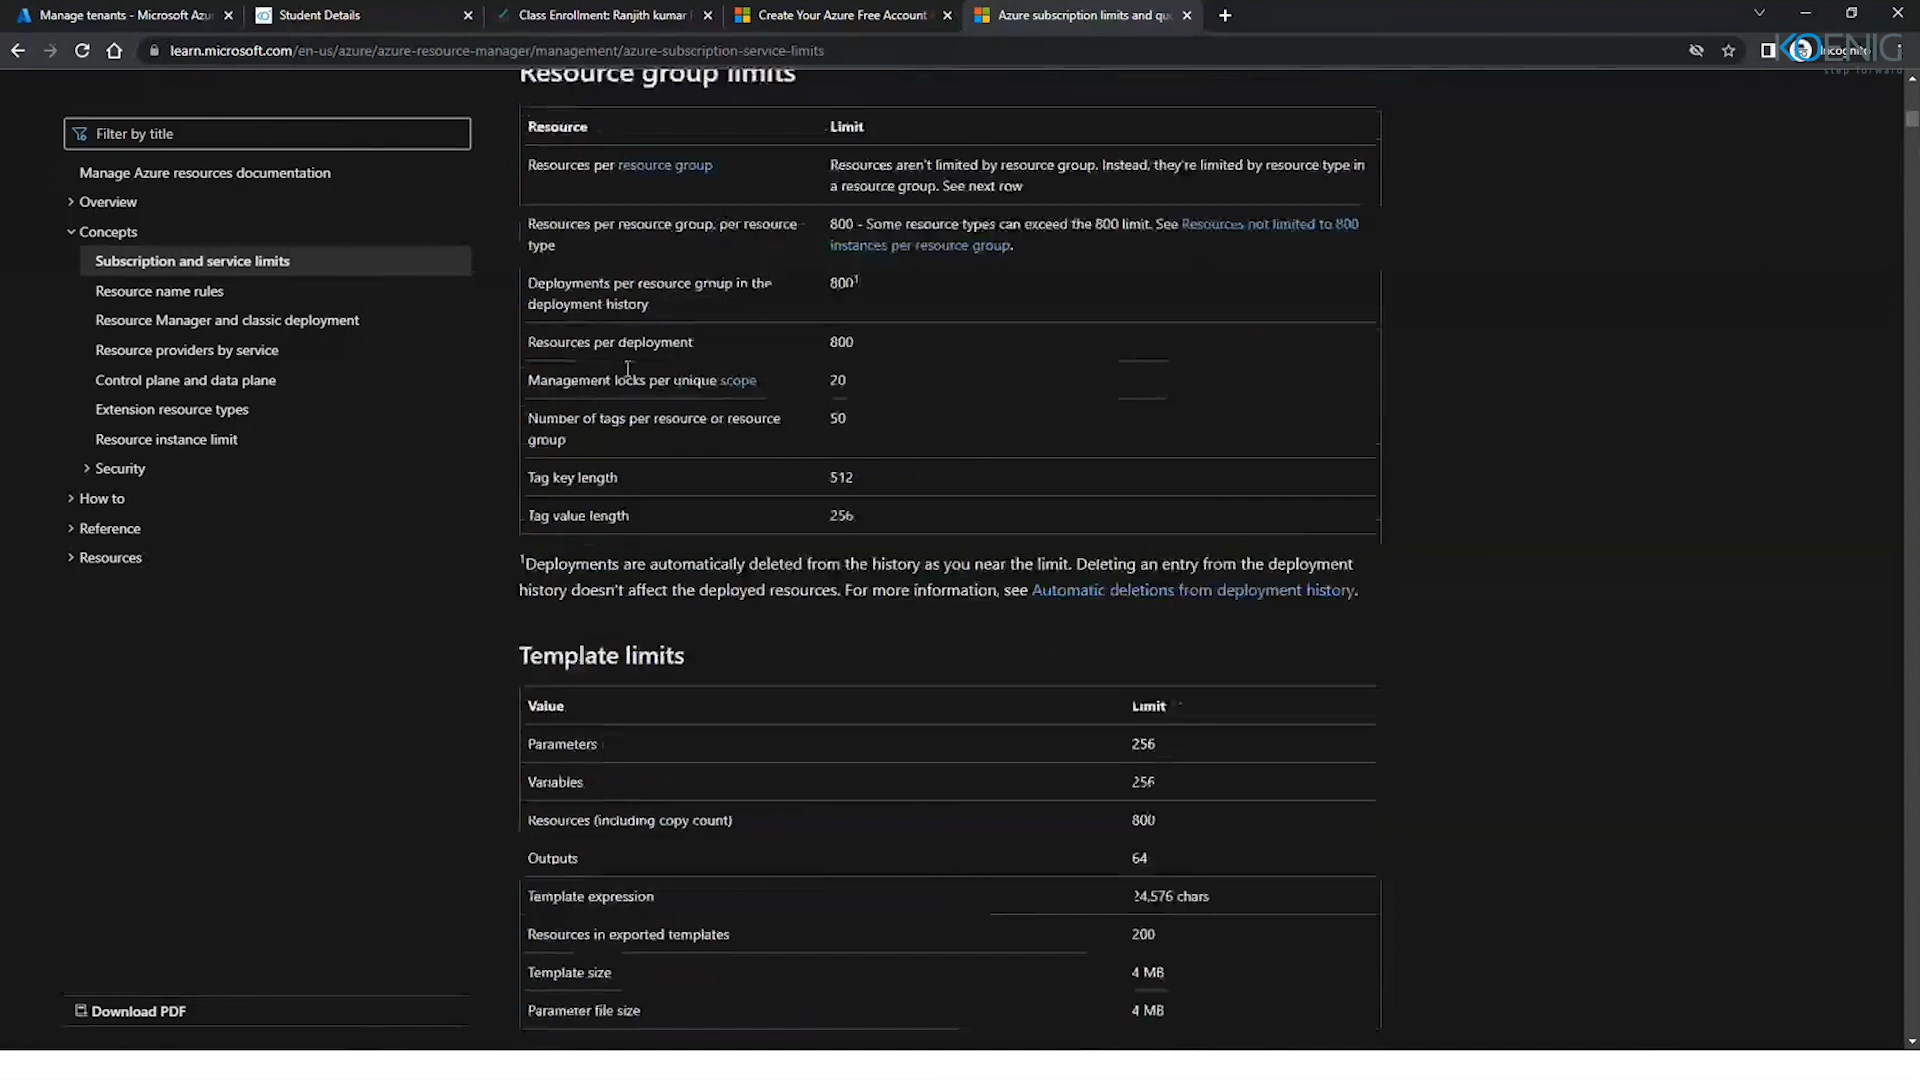 Manage tenants - Microsoft Azu
Student Details
Class Enrollment: Ranjith kumar
Create Your Azure Free Account
Azure subscription limits and qu
learn.microsoft.com/en-us/azure/azure-resource-manager/management/azure-subscription-service-limits
KOENIG
step forward
Resource group limits
Filter by title
Manage Azure resources documentation
Overview
Concepts
Subscription and service limits
Resource name rules
Resource Manager and classic deployment
Resource providers by service
Control plane and data plane
Extension resource types
Resource instance limit
Security
How to
Reference
Resources
Download PDF
Resource Limit
Resources per resource group Resources aren't limited by resource group. Instead, they're limited by resource type in
a resource group. See next row
Resources per resource group, per resource 800 - Some resource types can exceed the 800 limit. See Resources not limited to 800
type instances per resource group.
Deployments per resource group in the 800¹
deployment history
Resources per deployment 800
Management locks per unique scope 20
Number of tags per resource or resource 50
group
Tag key length 512
Tag value length 256
¹Deployments are automatically deleted from the history as you near the limit. Deleting an entry from the deployment
history doesn't affect the deployed resources. For more information, see Automatic deletions from deployment history.
Template limits
Value Limit
Parameters 256
Variables 256
Resources (including copy count) 800
Outputs 64
Template expression 24,576 chars
Resources in exported templates 200
Template size 4 MB
Parameter file size 4 MB